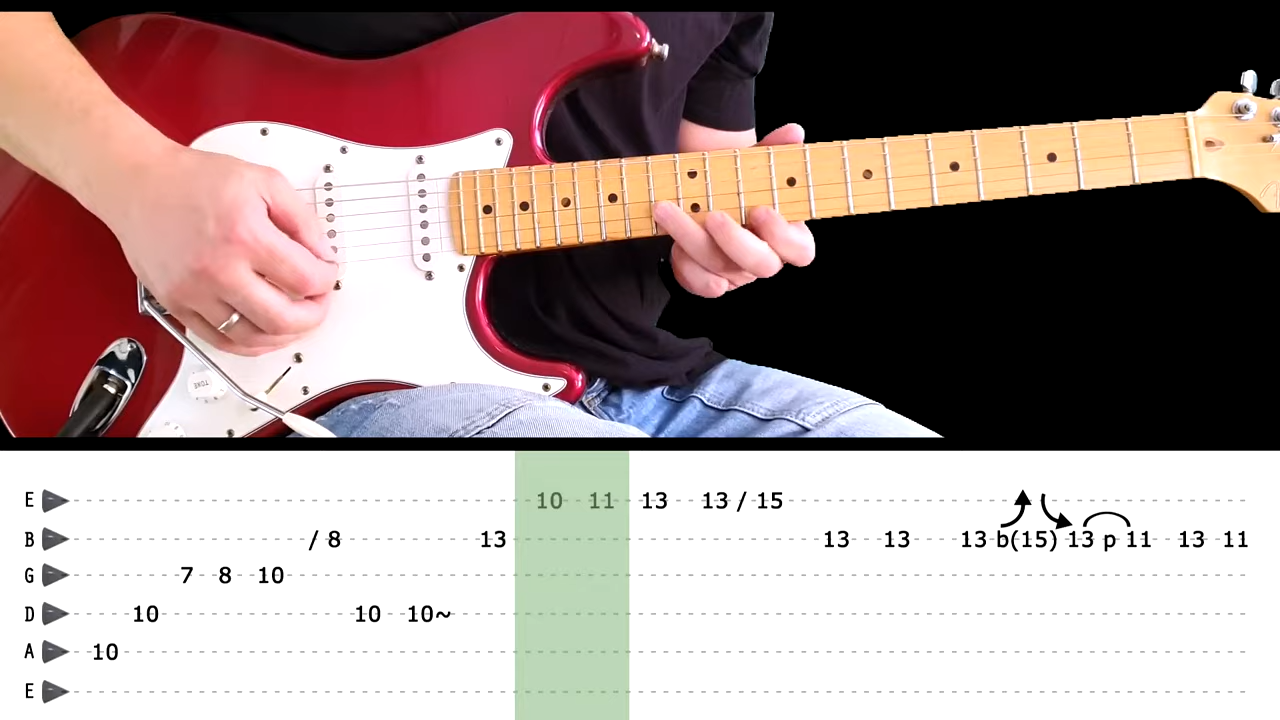 E 10 11 13 13 / 15
B / 8 13 13 13 13 b(15) 13 p 11 13 11
G 7 8 10
D 10 10 10~
A 10
E
TONE